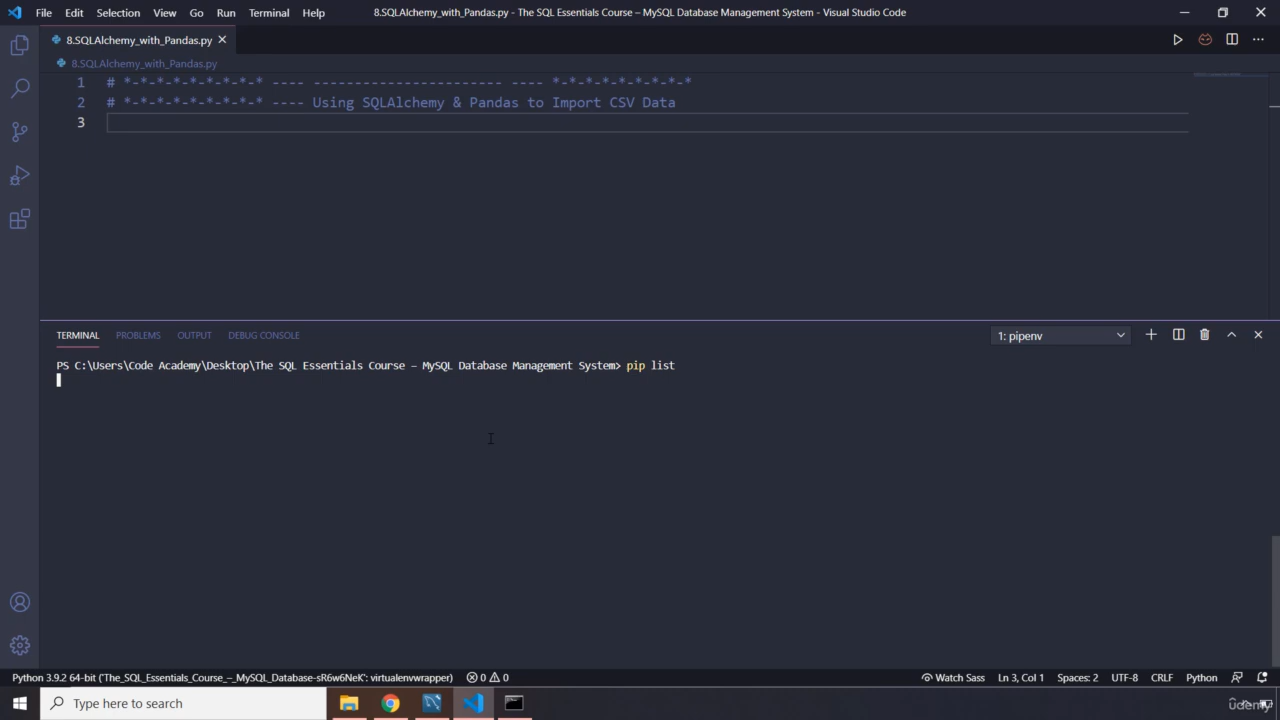 File Edit Selection View Go Run Terminal Help
8.SQLAlchemy_with_Pandas.py - The SQL Essentials Course – MySQL Database Management System - Visual Studio Code
8.SQLAlchemy_with_Pandas.py
8.SQLAlchemy_with_Pandas.py
1 # *-*-*-*-*-*-*-*-* ---- ----------------------- ---- *-*-*-*-*-*-*-*-*
2 # *-*-*-*-*-*-*-*-* ---- Using SQLAlchemy & Pandas to Import CSV Data
3
TERMINAL PROBLEMS OUTPUT DEBUG CONSOLE
1: pipenv
PS C:\Users\Code Academy\Desktop\The SQL Essentials Course – MySQL Database Management System> pip list
Python 3.9.2 64-bit ('The_SQL_Essentials_Course_–_MySQL_Database-sR6w6NeK': virtualenvwrapper) 0 0
Watch Sass Ln 3, Col 1 Spaces: 2 UTF-8 CRLF Python
Type here to search
Udemy